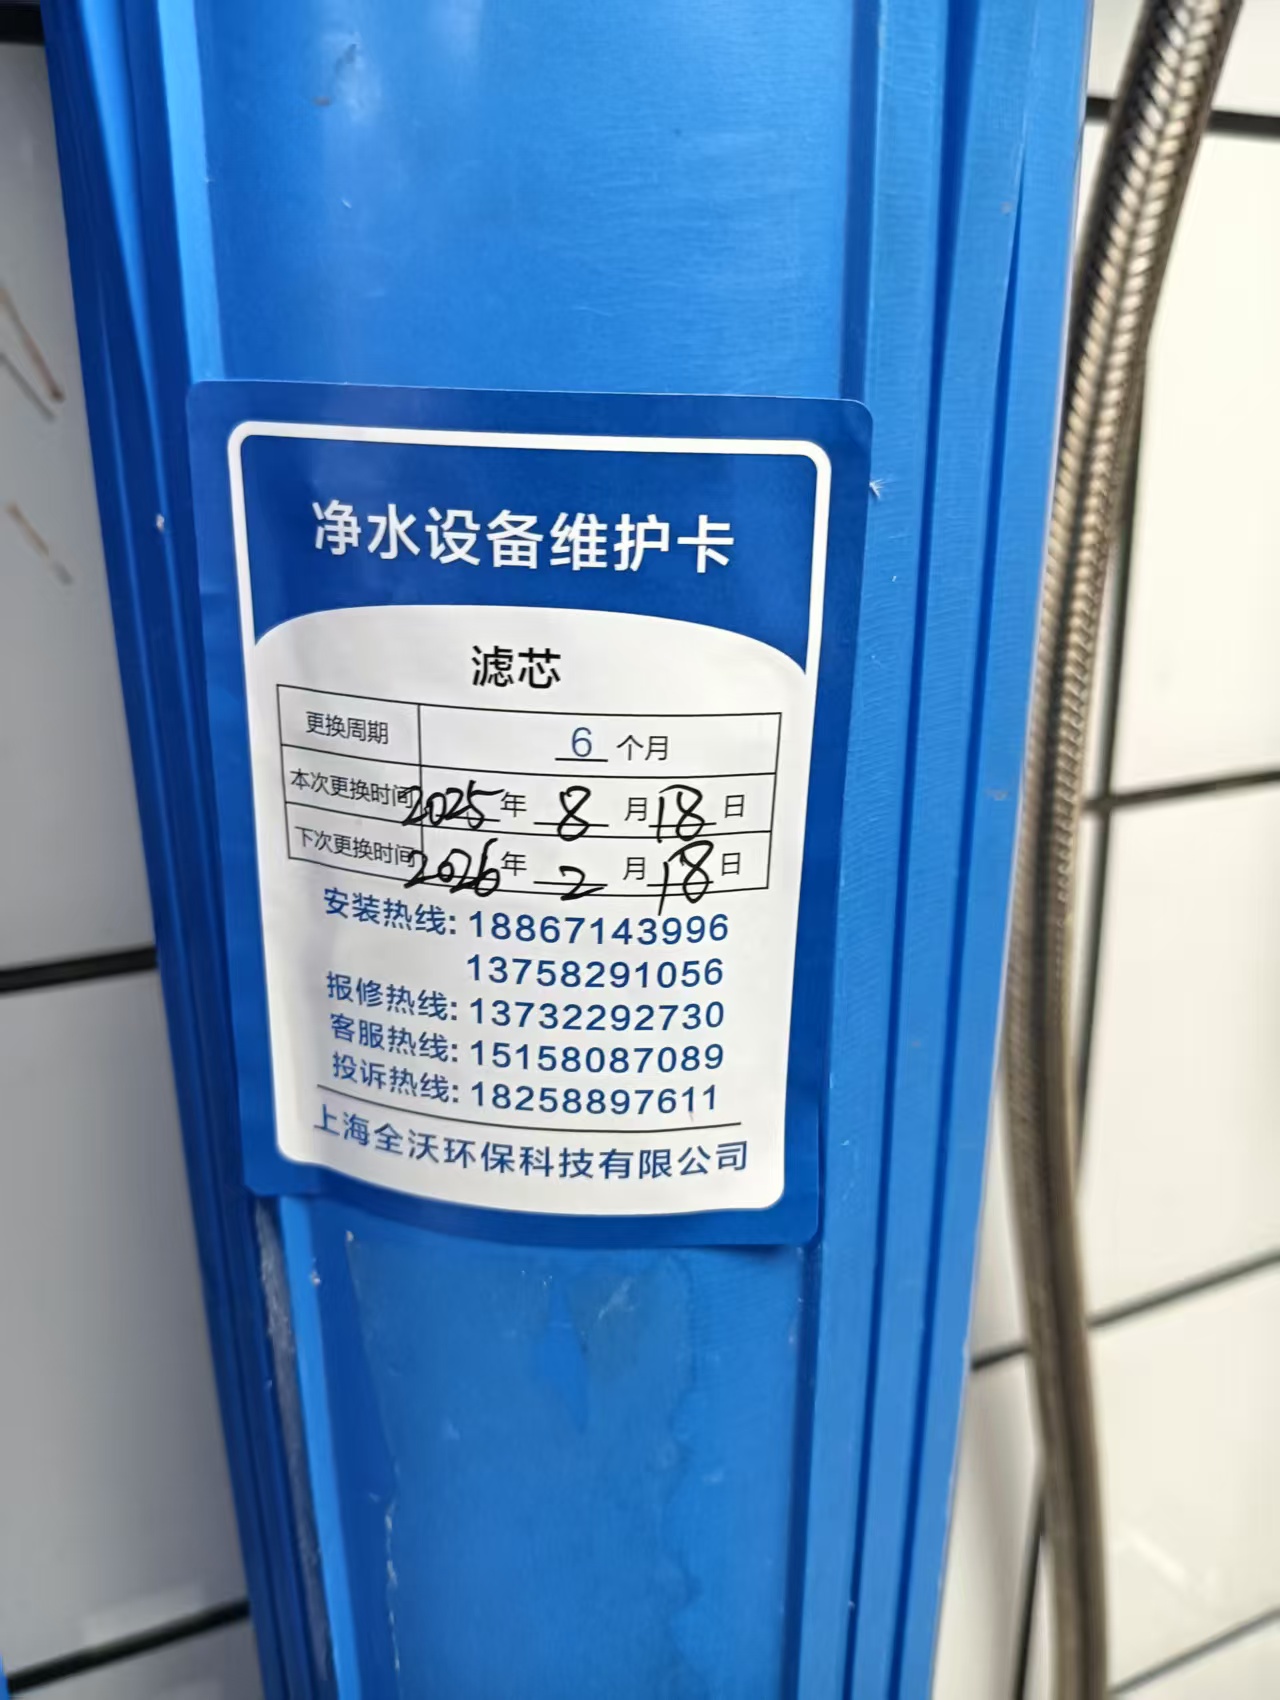 净水设备维护卡
滤芯
更换周期 6 个月
本次更换时间 2025 年 8 月 18 日
下次更换时间 2026 年 2 月 18 日
安装热线: 18867143996
13758291056
报修热线: 13732292730
客服热线: 15158087089
投诉热线: 18258897611
上海全沃环保科技有限公司